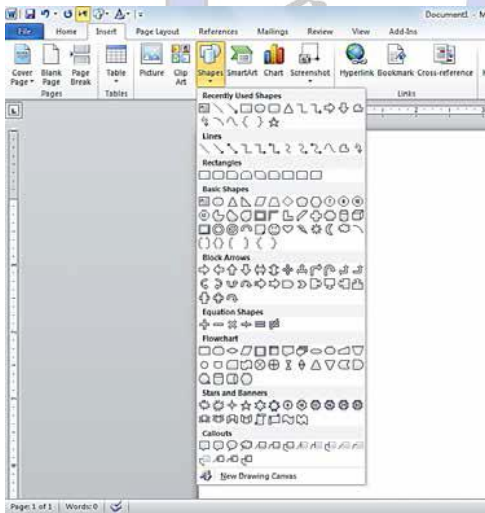 Document1 - M
File Home Insert Page Layout References Mailings Review View Add-Ins
Cover Page Blank Page Page Break Table Picture Clip Art Shapes SmartArt Chart Screenshot Hyperlink Bookmark Cross-reference
Pages Tables Links
Recently Used Shapes
Lines
Rectangles
Basic Shapes
Block Arrows
Equation Shapes
Flowchart
Stars and Banners
Callouts
New Drawing Canvas
Page: 1 of 1 Words: 0